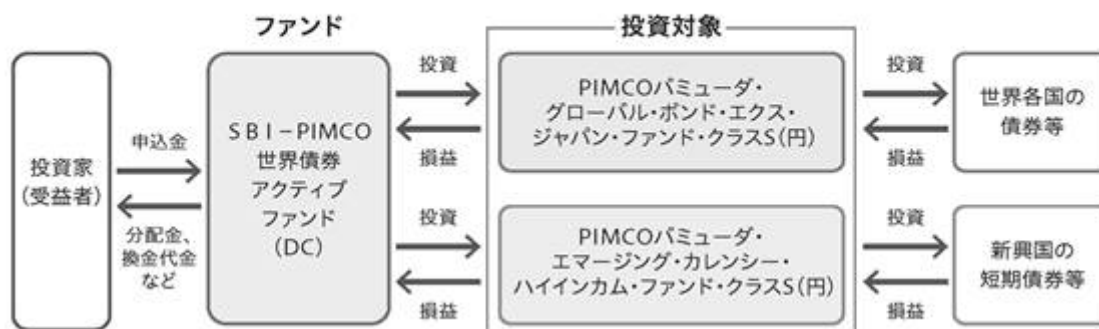 ファンド
投資対象
投資家
(受益者)
申込金
分配金、
換金代金
など
SBI-PIMCO
世界債券
アクティブ
ファンド
(DC)
投資
損益
投資
損益
PIMCOバミューダ・
グローバル・ボンド・エクス・
ジャパン・ファンド・クラスS(円)
PIMCOバミューダ・
エマージング・カレンシー・
ハイインカム・ファンド・クラスS(円)
投資
損益
投資
損益
世界各国の
債券等
新興国の
短期債券等